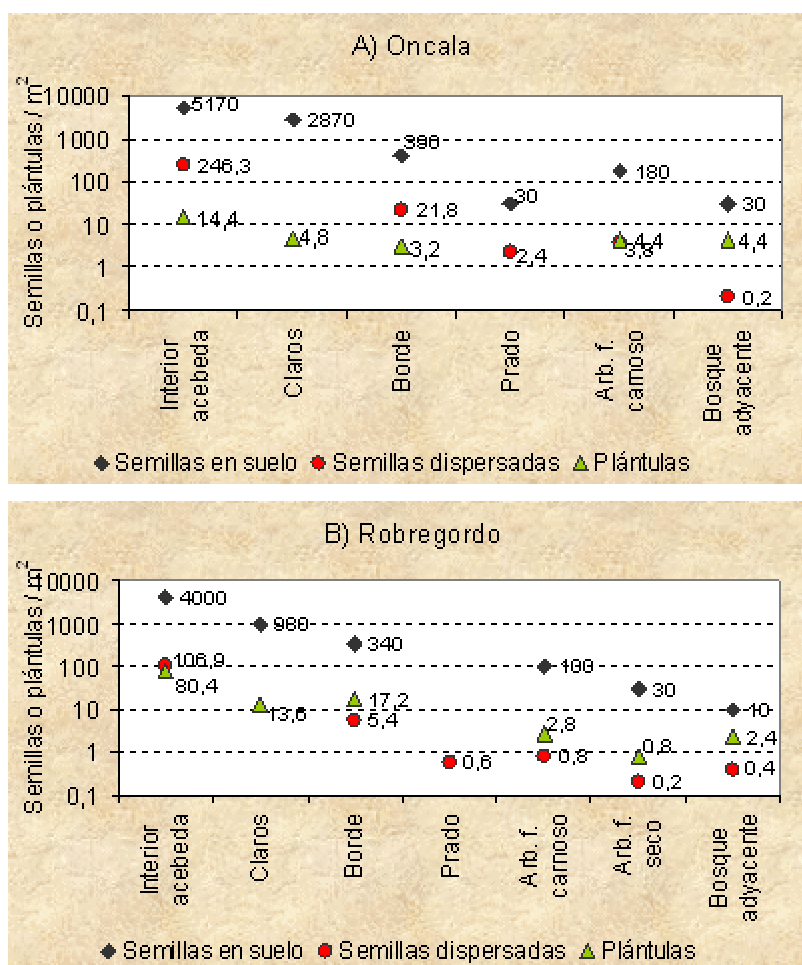 A) Oncala
Semillas o plántulas / m²
10000
1000
100
10
1
0,1
5170
246,3
14,4
2870
4,8
21,8
3,2
30
2,4
180
4,4
3,8
30
4,4
0,2
Interior
acebeda
Claros
Borde
Prado
Arb. f.
carnoso
Bosque
adyacente
Semillas en suelo Semillas dispersadas Plántulas
B) Robregordo
Semillas o plántulas / m²
10000
1000
100
10
1
0,1
4000
106,9
80,4
13,6
340
17,2
5,4
0,6
100
2,8
0,8
30
0,8
0,2
10
2,4
0,4
Interior
acebeda
Claros
Borde
Prado
Arb. f.
carnoso
Arb. f.
seco
Bosque
adyacente
Semillas en suelo Semillas dispersadas Plántulas